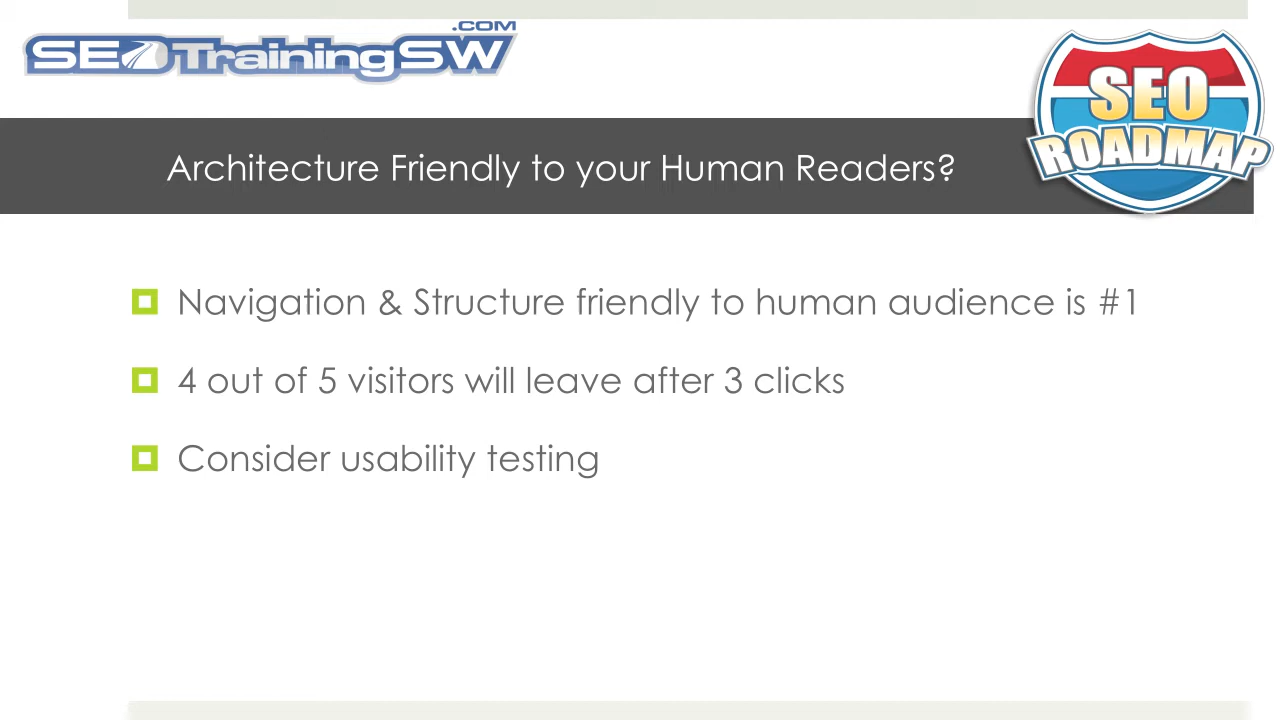 .COM
SEOTrainingSW
SEO
ROADMAP
Architecture Friendly to your Human Readers?
Navigation & Structure friendly to human audience is #1
4 out of 5 visitors will leave after 3 clicks
Consider usability testing